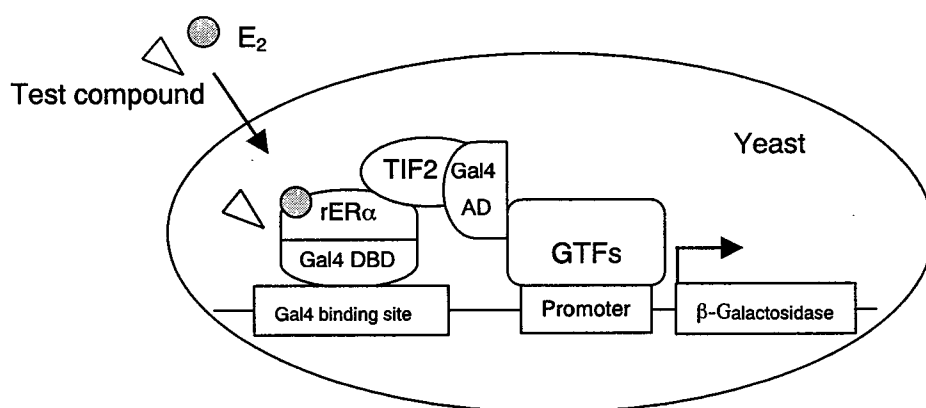 E₂
Test compound
Yeast
TIF2
Gal4
AD
rERα
Gal4 DBD
GTFs
Gal4 binding site
Promoter
β-Galactosidase